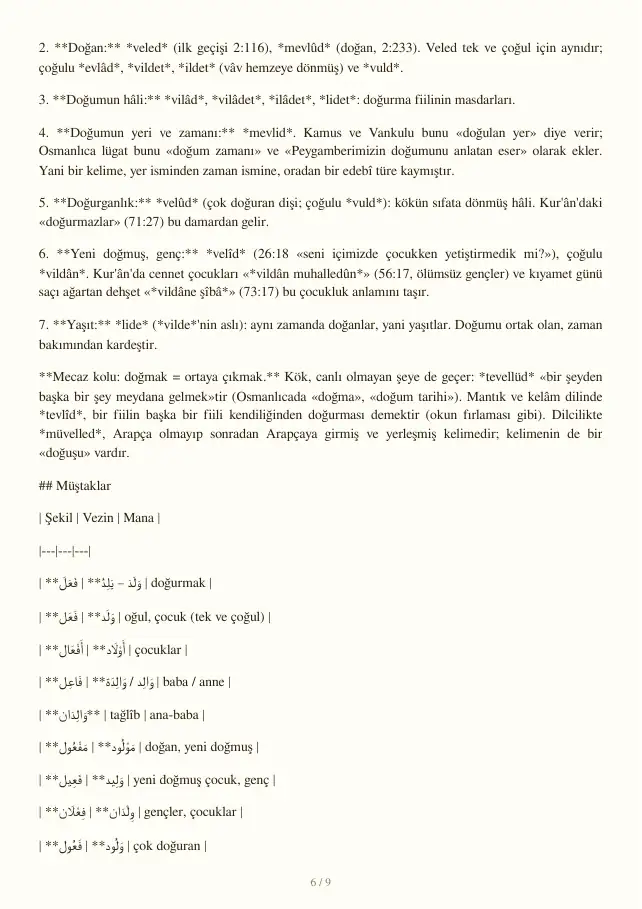 2. **Doğan:** *veled* (ilk geçişi 2:116), *mevlûd* (doğan, 2:233). Veled tek ve çoğul için aynıdır;
çoğulu *evlâd*, *vildet*, *ildet* (vâv hemzeye dönmüş) ve *vuld*.
3. **Doğumun hâli:** *vilâd*, *vilâdet*, *ilâdet*, *lidet*: doğurma fiilinin masdarları.
4. **Doğumun yeri ve zamanı:** *mevlid*. Kamus ve Vankulu bunu «doğulan yer» diye verir;
Osmanlıca lügat bunu «doğum zamanı» ve «Peygamberimizin doğumunu anlatan eser» olarak ekler.
Yani bir kelime, yer isminden zaman ismine, oradan bir edebî türe kaymıştır.
5. **Doğurganlık:** *velûd* (çok doğuran dişi; çoğulu *vuld*): kökün sıfata dönmüş hâli. Kur'ân'daki
«doğurmazlar» (71:27) bu damardan gelir.
6. **Yeni doğmuş, genç:** *velîd* (26:18 «seni içimizde çocukken yetiştirmedik mi?»), çoğulu
*vildân*. Kur'ân'da cennet çocukları «*vildân muhalledûn*» (56:17, ölümsüz gençler) ve kıyamet günü
saçı ağartan dehşet «*vildâne şîbâ*» (73:17) bu çocukluk anlamını taşır.
7. **Yaşıt:** *lide* (*vilde*'nin aslı): aynı zamanda doğanlar, yani yaşıtlar. Doğumu ortak olan, zaman
bakımından kardeştir.
**Mecaz kolu: doğmak = ortaya çıkmak.** Kök, canlı olmayan şeye de geçer: *tevellüd* «bir şeyden
başka bir şey meydana gelmek»tir (Osmanlıcada «doğma», «doğum tarihi»). Mantık ve kelâm dilinde
*tevlîd*, bir fiilin başka bir fiili kendiliğinden doğurması demektir (okun fırlaması gibi). Dilcilikte
*müvelled*, Arapça olmayıp sonradan Arapçaya girmiş ve yerleşmiş kelimedir; kelimenin de bir
«doğuşu» vardır.
## Müştaklar
| Şekil | Vezin | Mana |
|---|---|---|
| **وَلَدَ – يَلِدُ** | فَعَلَ | doğurmak |
| **وَلَد** | فَعَل | oğul, çocuk (tek ve çoğul) |
| **أَوْلَاد** | أَفْعَال | çocuklar |
| **وَالِد / وَالِدَة** | فَاعِل | baba / anne |
| **وَالِدَان** | tağlîb | ana-baba |
| **مَوْلُود** | مَفْعُول | doğan, yeni doğmuş |
| **وَلِيد** | فَعِيل | yeni doğmuş çocuk, genç |
| **وِلْدَان** | فِعْلَان | gençler, çocuklar |
| **وَلُود** | فَعُول | çok doğuran |
6 / 9